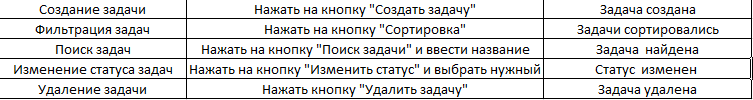 Создание задачи Нажать на кнопку "Создать задачу" Задача создана
Фильтрация задач Нажать на кнопку "Сортировка" Задачи сортировались
Поиск задач Нажать на кнопку "Поиск задачи" и ввести название Задача найдена
Изменение статуса задач Нажать на кнопку "Изменить статус" и выбрать нужный Статус изменен
Удаление задачи Нажать кнопку "Удалить задачу" Задача удалена